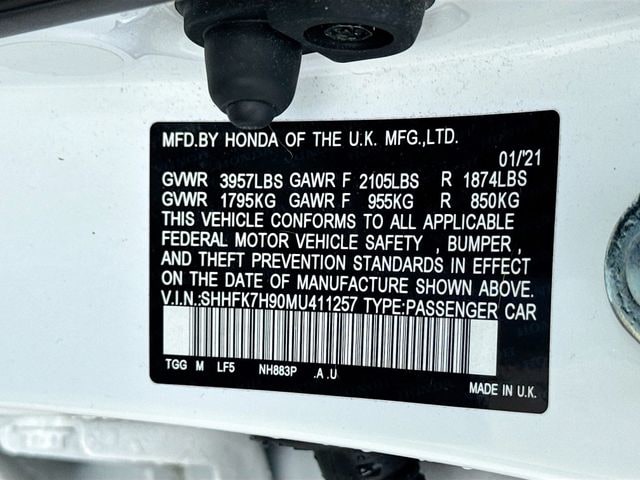 MFD.BY HONDA OF THE U.K. MFG.,LTD.
01/'21
GVWR 3957LBS GAWR F 2105LBS R 1874LBS
GVWR 1795KG GAWR F 955KG R 850KG
THIS VEHICLE CONFORMS TO ALL APPLICABLE
FEDERAL MOTOR VEHICLE SAFETY , BUMPER ,
AND THEFT PREVENTION STANDARDS IN EFFECT
ON THE DATE OF MANUFACTURE SHOWN ABOVE.
V.I.N.:SHHFK7H90MU411257 TYPE:PASSENGER CAR
TGG M LF5 NH883P .A .U
MADE IN U.K.